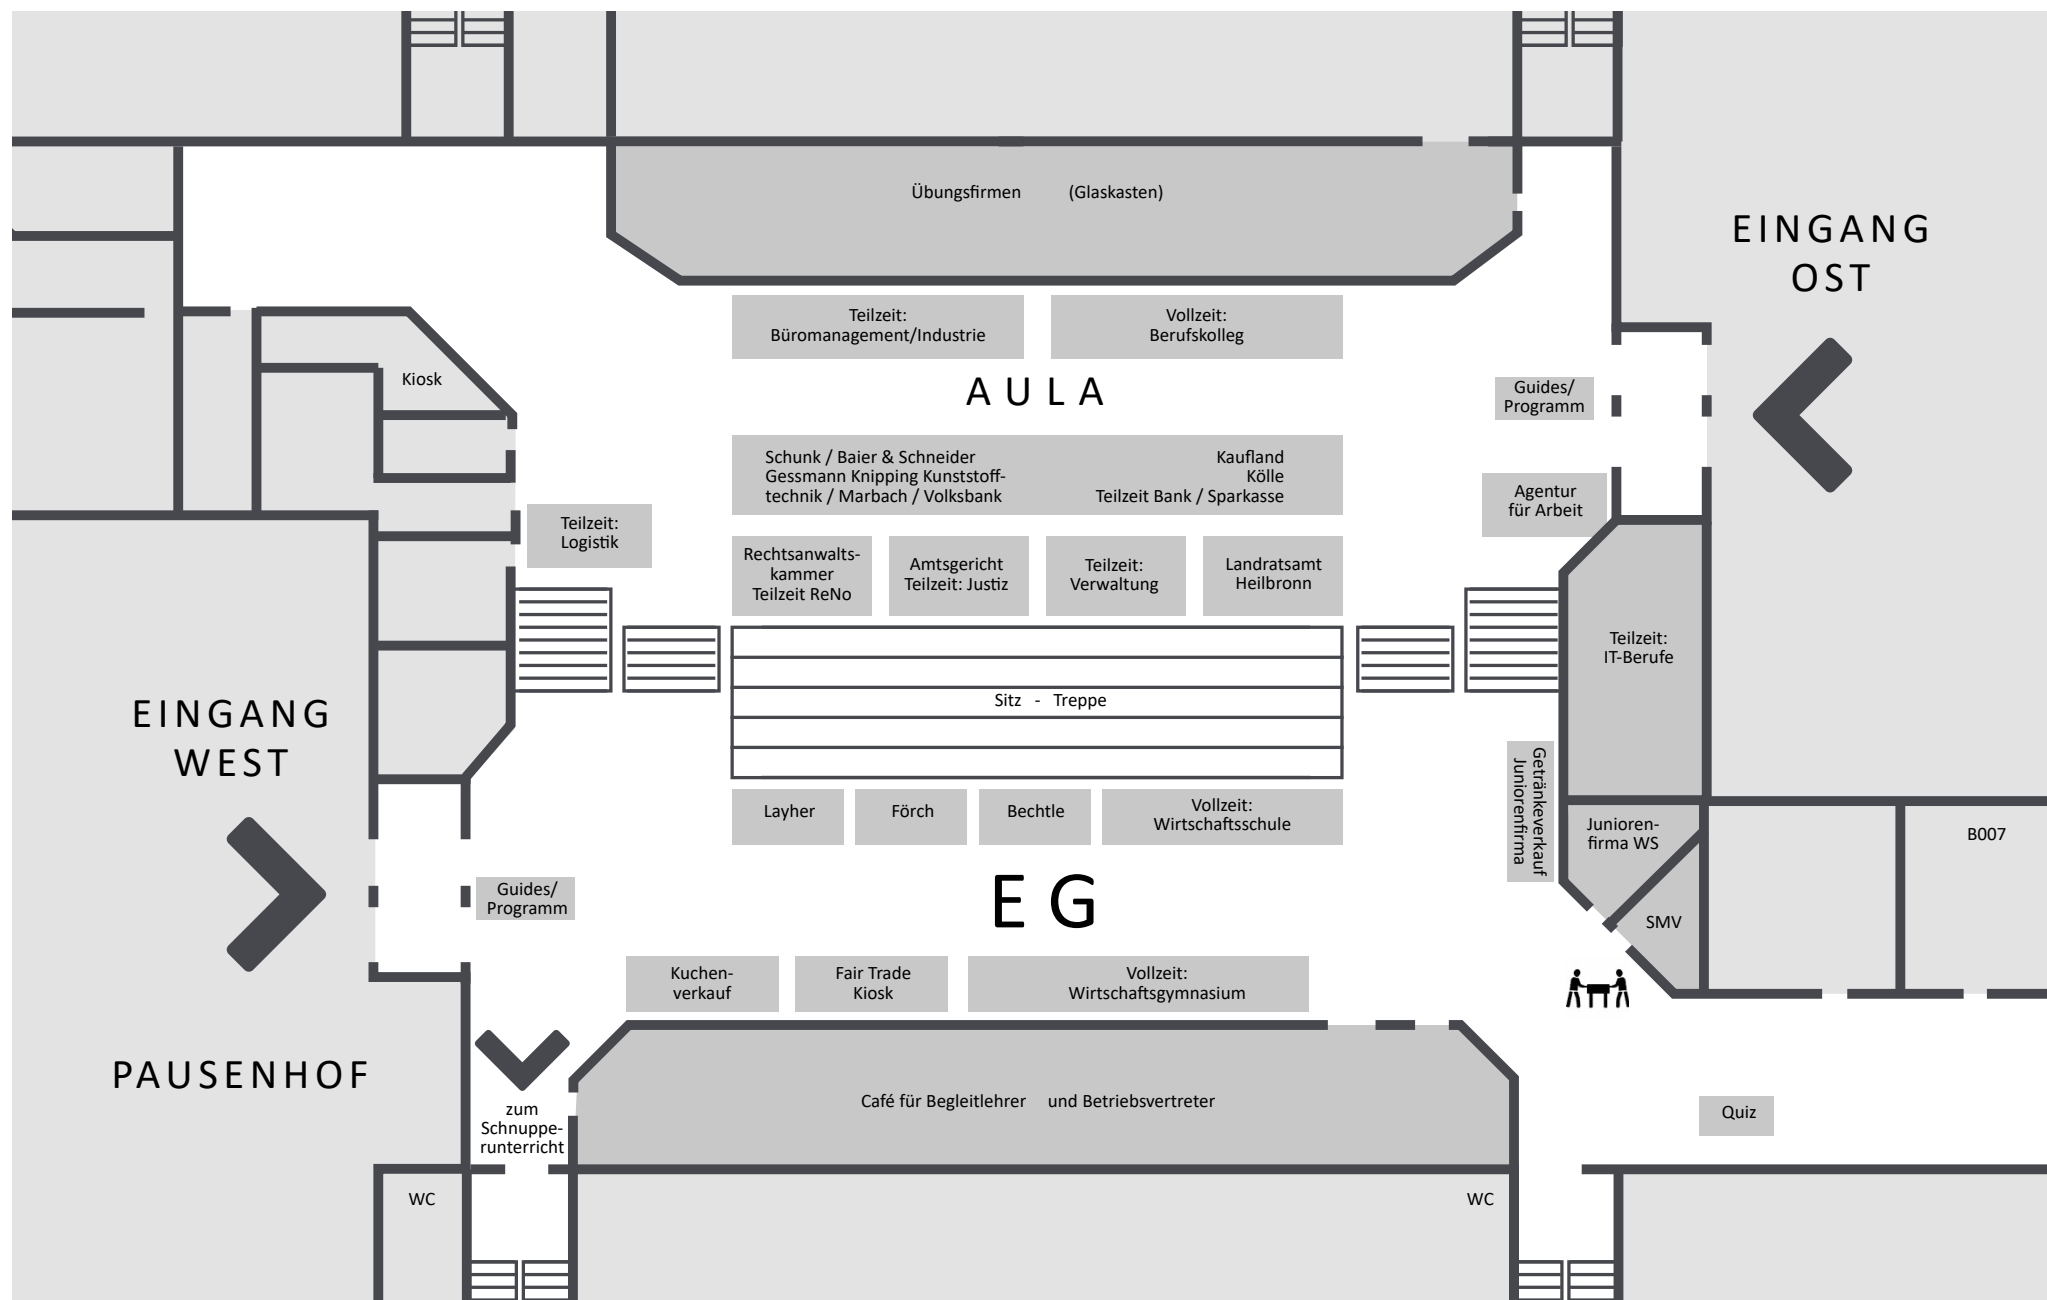 Übungsfirmen (Glaskasten)
EINGANG
OST
Teilzeit:
Büromanagement/Industrie
Vollzeit:
Berufskolleg
Kiosk
AULA
Guides/
Programm
Schunk / Baier & Schneider
Gessmann Knipping Kunststoff-
technik / Marbach / Volksbank
Kaufland
Kölle
Teilzeit Bank / Sparkasse
Agentur
für Arbeit
Teilzeit:
Logistik
Rechtsanwalts-
kammer
Teilzeit ReNo
Amtsgericht
Teilzeit: Justiz
Teilzeit:
Verwaltung
Landratsamt
Heilbronn
Teilzeit:
IT-Berufe
Sitz - Treppe
EINGANG
WEST
Getränkeverkauf
Juniorenfirma
Layher
Förch
Bechtle
Vollzeit:
Wirtschaftsschule
Junioren-
firma WS
B007
Guides/
Programm
EG
SMV
Kuchen-
verkauf
Fair Trade
Kiosk
Vollzeit:
Wirtschaftsgymnasium
PAUSENHOF
zum
Schnuppe-
runterricht
Café für Begleitlehrer und Betriebsvertreter
Quiz
WC
WC